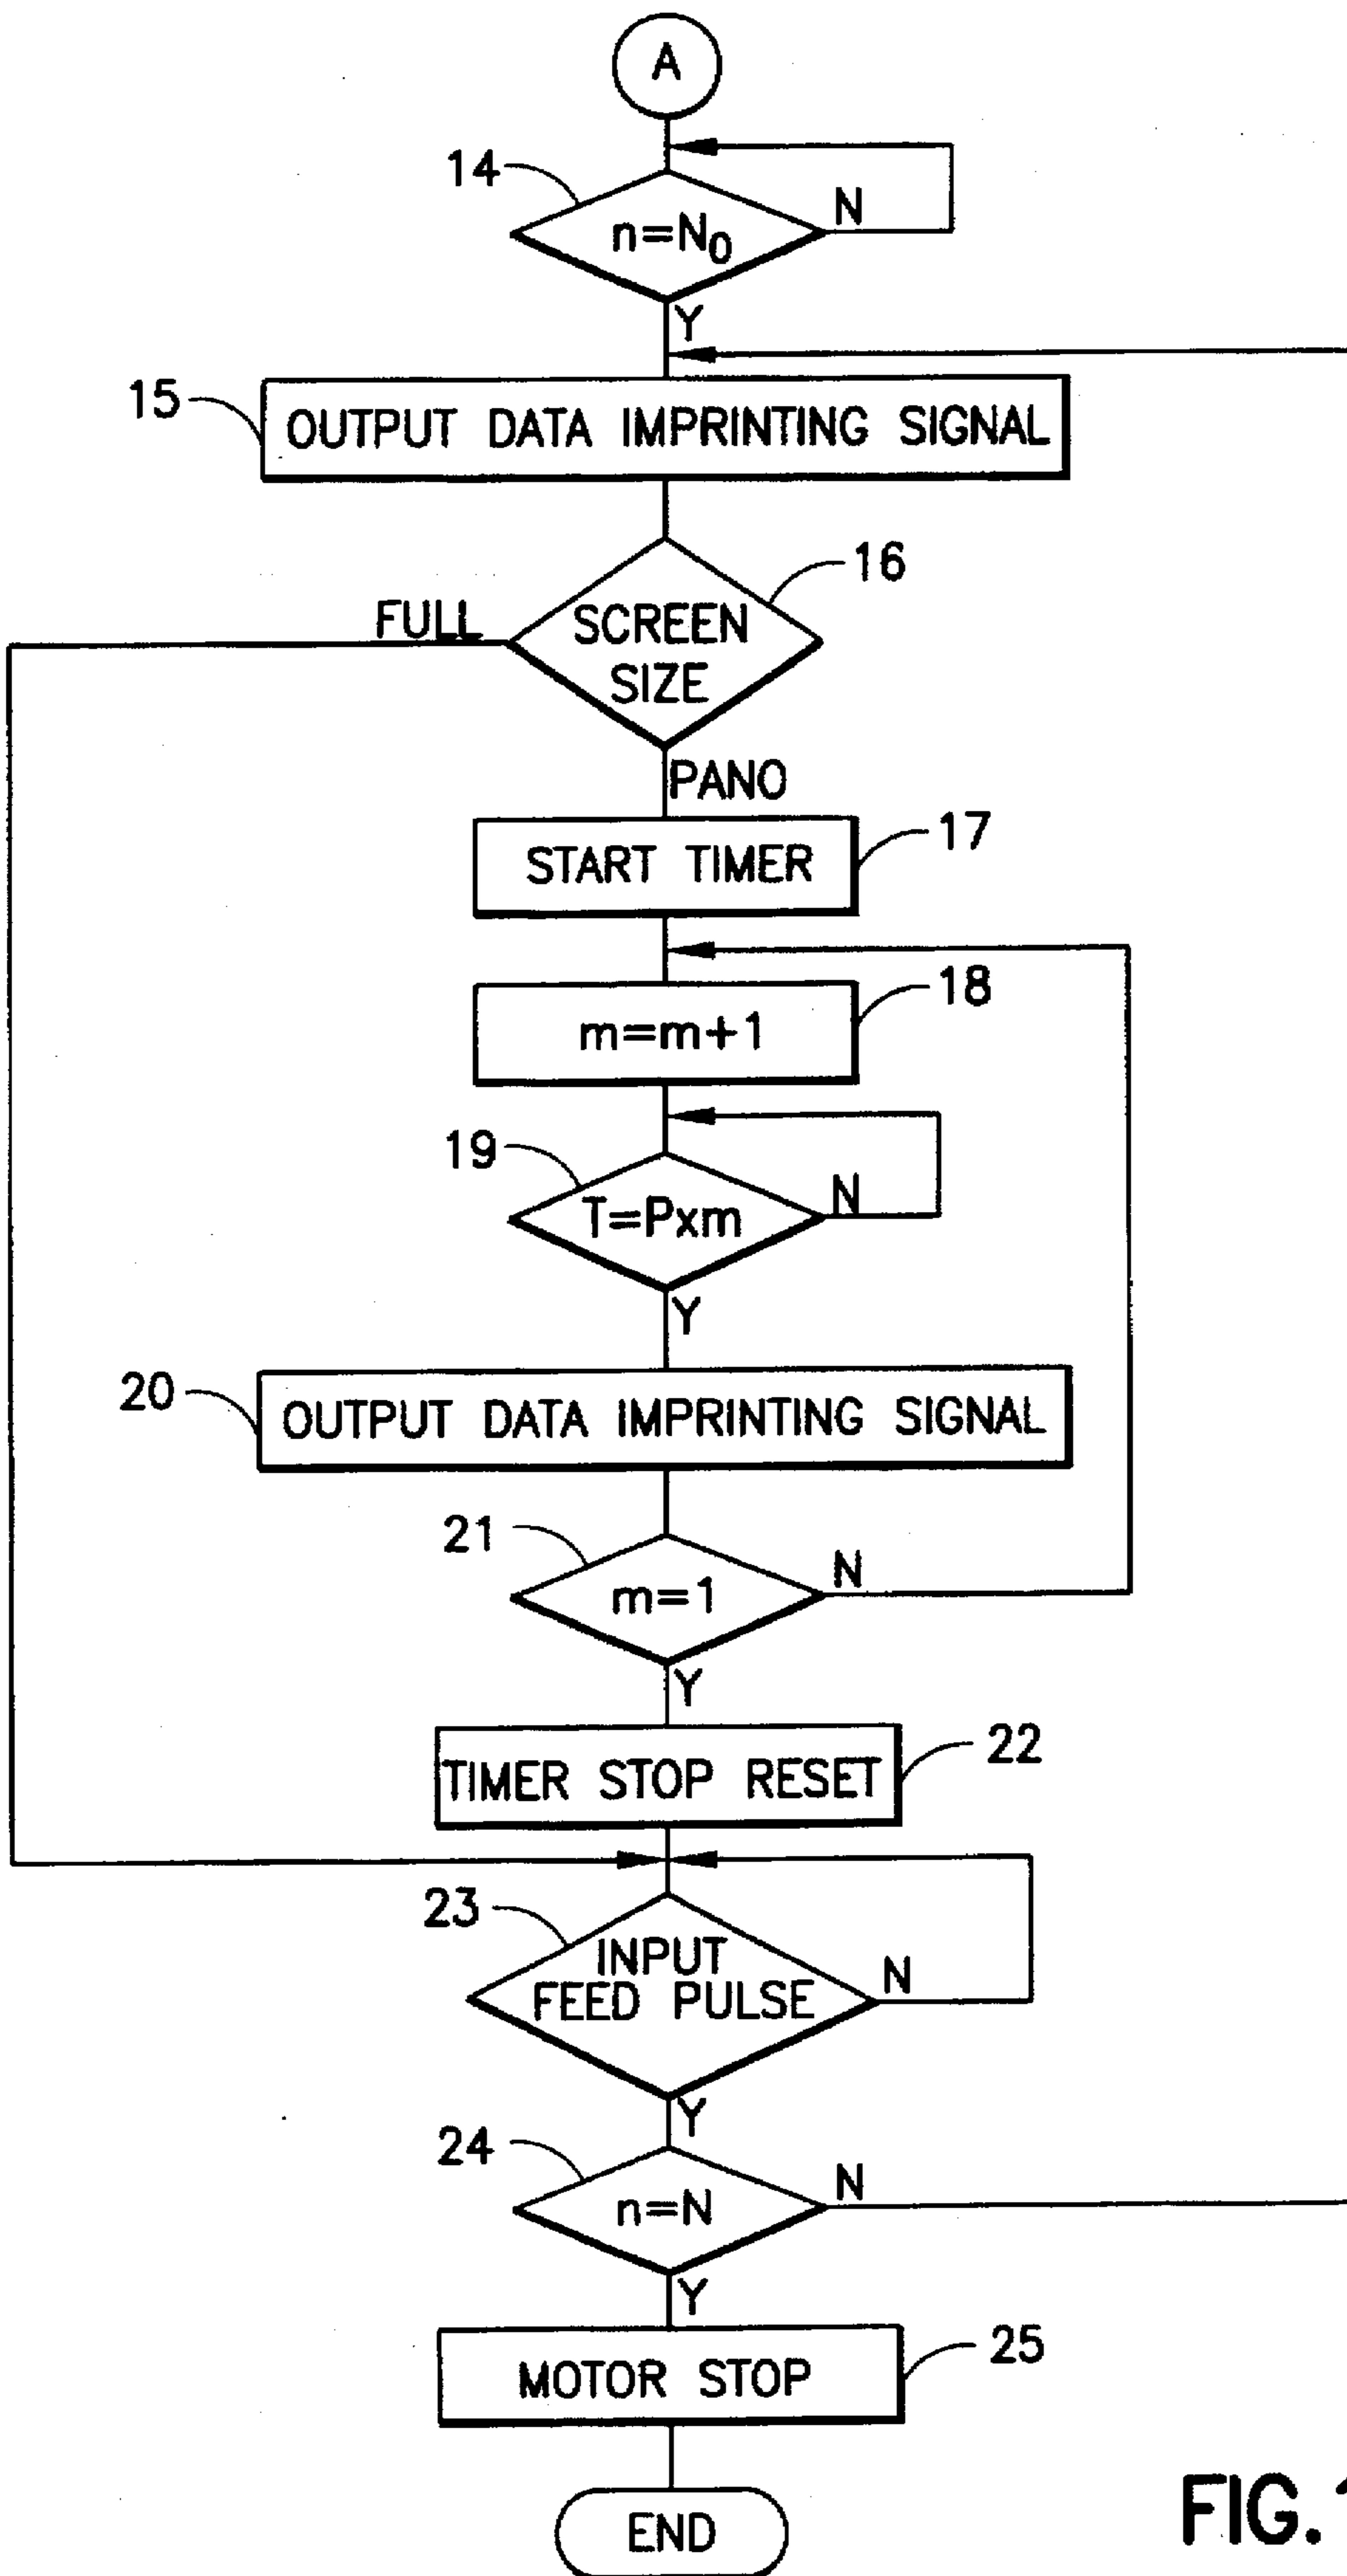 A
14
n=N₀
N
Y
15
OUTPUT DATA IMPRINTING SIGNAL
16
FULL
SCREEN
SIZE
PANO
START TIMER
17
m=m+1
18
19
T=Pxm
N
Y
20
OUTPUT DATA IMPRINTING SIGNAL
21
m=1
N
Y
TIMER STOP RESET
22
23
INPUT
FEED PULSE
N
Y
24
n=N
N
Y
MOTOR STOP
25
END
FIG.